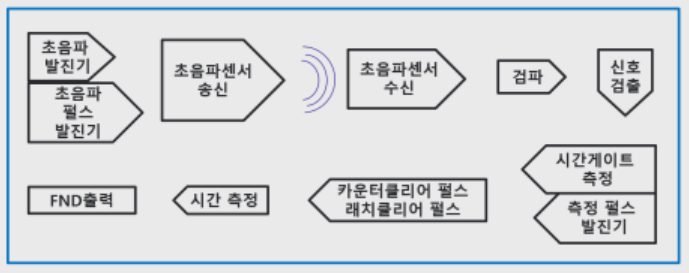 초음파
발진기
초음파
펄스
발진기
초음파센서
송신
초음파센서
수신
검파
신호
검출
시간게이트
측정
측정 펄스
발진기
카운터클리어 펄스
래치클리어 펄스
시간 측정
FND출력